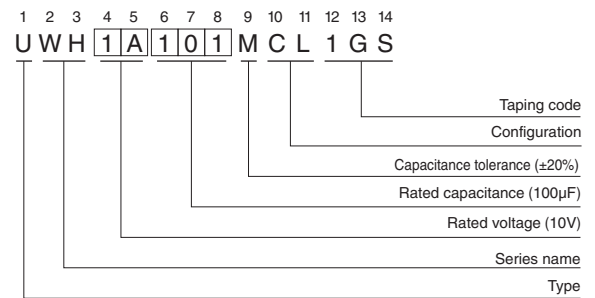 1 2 3 4 5 6 7 8 9 10 11 12 13 14
U W H 1 A 1 0 1 M C L 1 G S
Taping code
Configuration
Capacitance tolerance (±20%)
Rated capacitance (100µF)
Rated voltage (10V)
Series name
Type